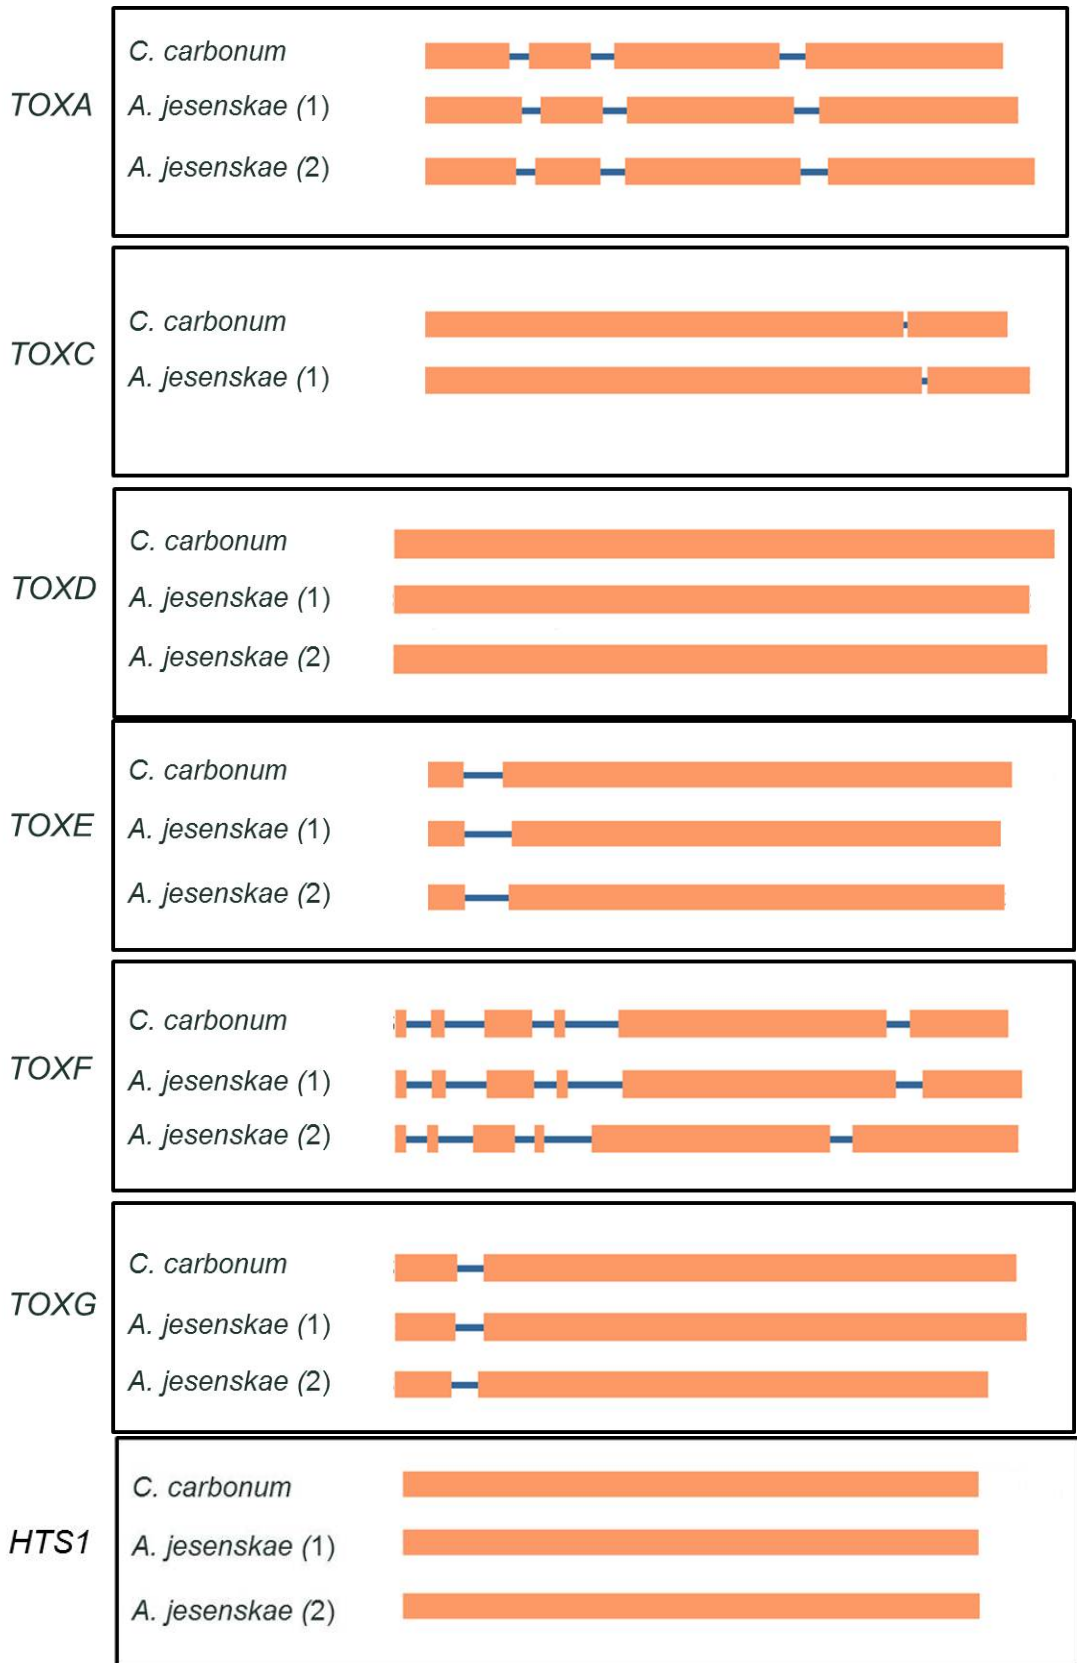 TOXA
C. carbonum
A. jesenskae (1)
A. jesenskae (2)
TOXC
C. carbonum
A. jesenskae (1)
TOXD
C. carbonum
A. jesenskae (1)
A. jesenskae (2)
TOXE
C. carbonum
A. jesenskae (1)
A. jesenskae (2)
TOXF
C. carbonum
A. jesenskae (1)
A. jesenskae (2)
TOXG
C. carbonum
A. jesenskae (1)
A. jesenskae (2)
HTS1
C. carbonum
A. jesenskae (1)
A. jesenskae (2)